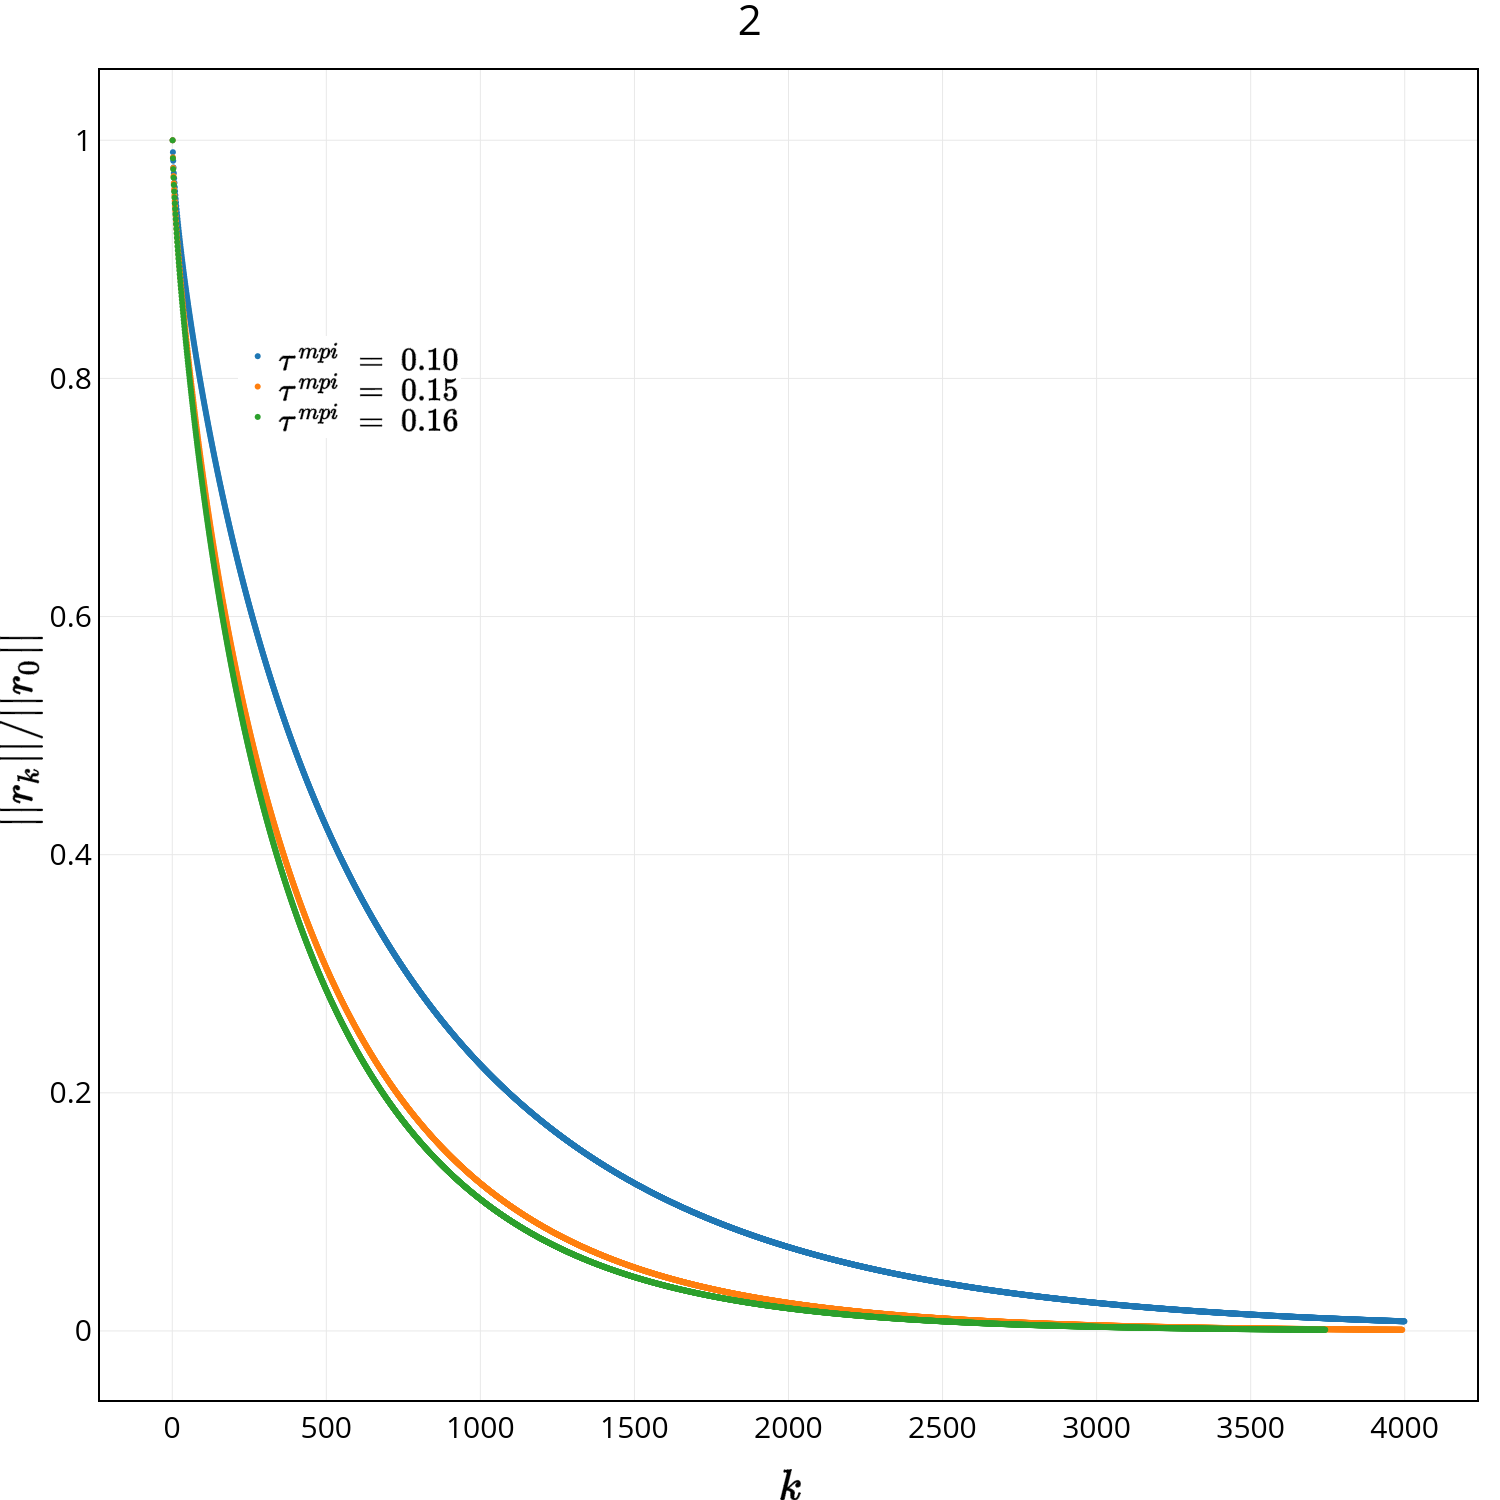 2
1
0.8
0.6
0.4
0.2
0
||r_k||/||r_0||
τ^{mpi} = 0.10
τ^{mpi} = 0.15
τ^{mpi} = 0.16
0 500 1000 1500 2000 2500 3000 3500 4000
k